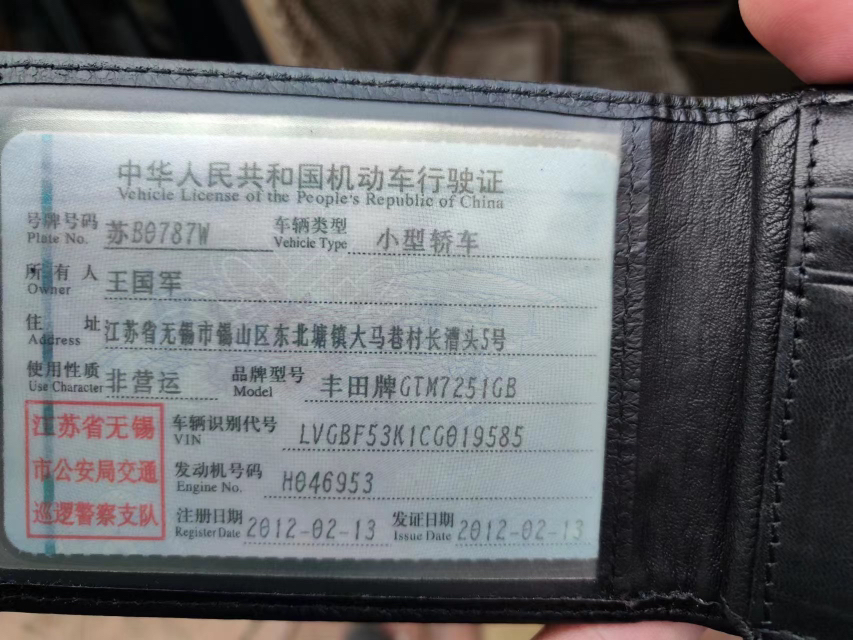 中华人民共和国机动车行驶证
Vehicle License of the People's Republic of China
号牌号码 苏B0787W 车辆类型 小型轿车
Plate No. Vehicle Type
所有人 王国军
Owner
住址 江苏省无锡市锡山区东北塘镇大马巷村长漕头5号
Address
使用性质 非营运 品牌型号 丰田牌GTM7251GB
Use Character Model
江苏省无锡
市公安局交通
巡逻警察支队
车辆识别代号 LVGBF53K1CG019585
VIN
发动机号码 H046953
Engine No.
注册日期 2012-02-13 发证日期 2012-02-13
Register Date Issue Date